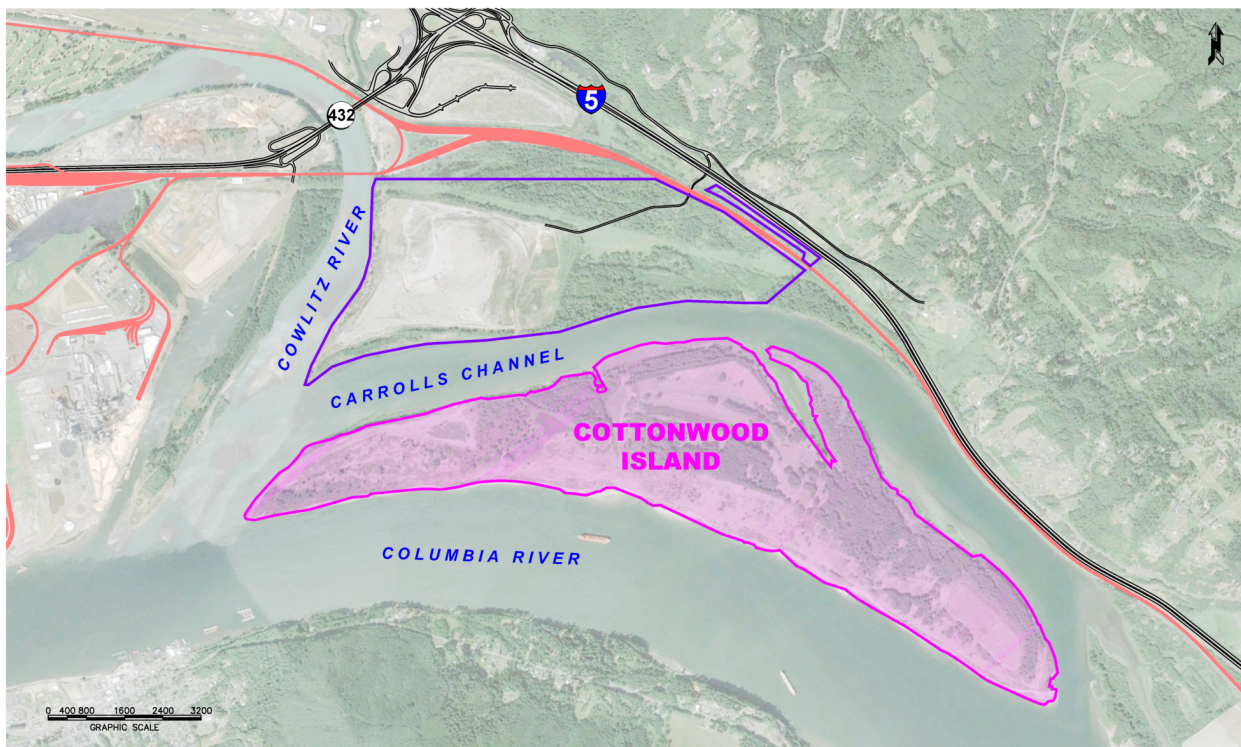 N
5
432
COWLITZ RIVER
CARROLLS CHANNEL
COTTONWOOD
ISLAND
COLUMBIA RIVER
0 400 800 1600 2400 3200
GRAPHIC SCALE